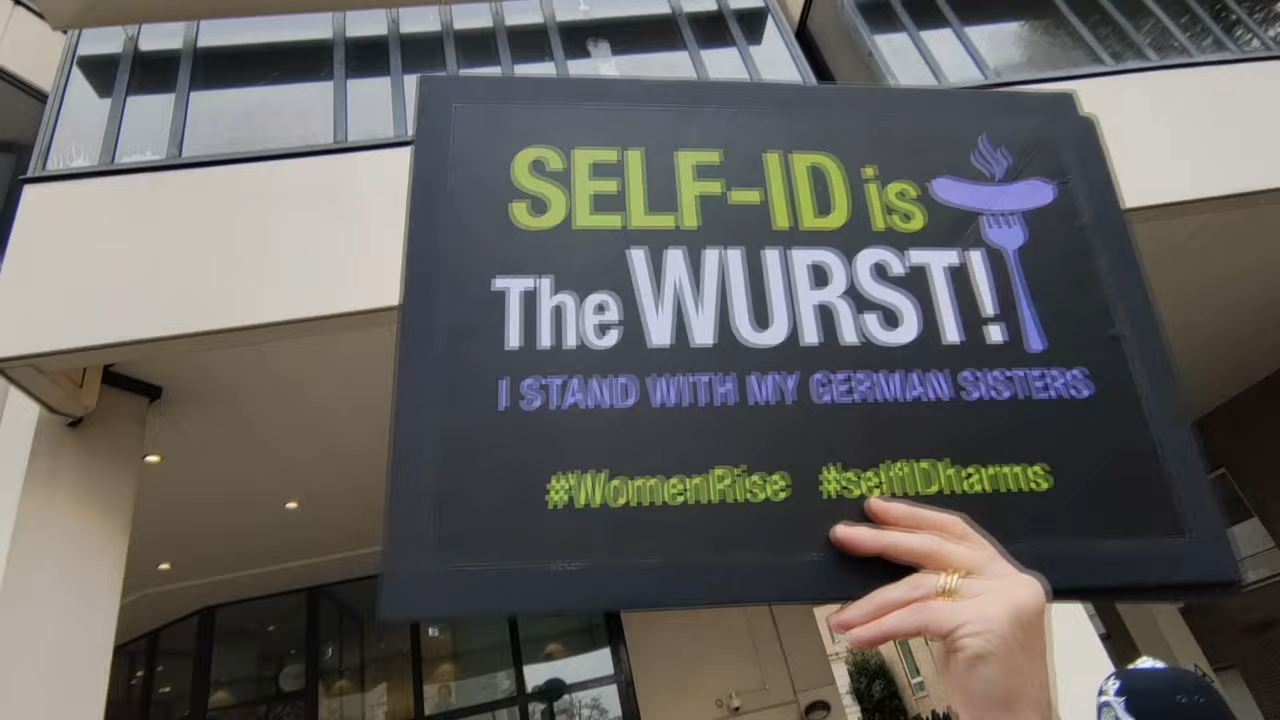 SELF-ID is
The WURST!
I STAND WITH MY GERMAN SISTERS
#WomenRise #selfIDharms